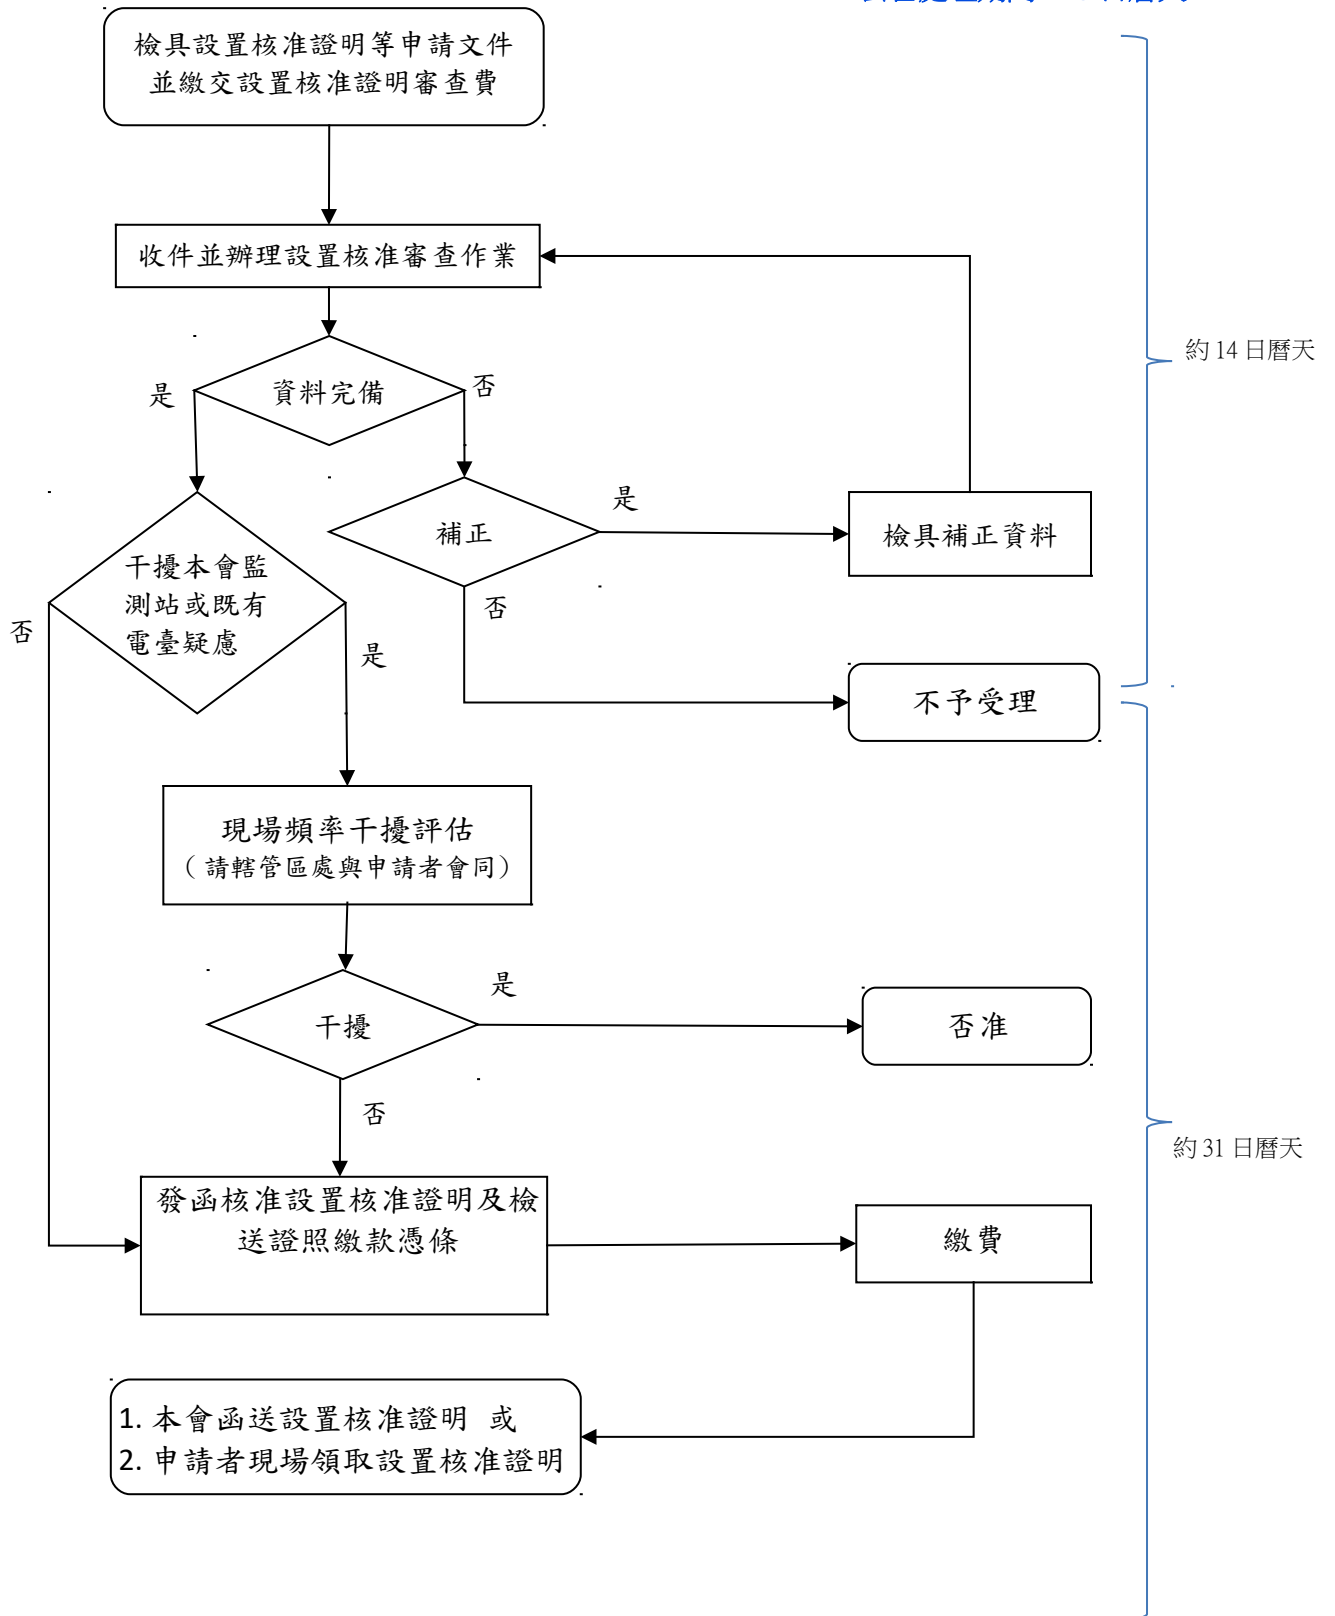 檢具設置核准證明等申請文件
並繳交設置核准證明審查費
收件並辦理設置核准審查作業
約 14 日曆天
資料完備
是
否
補正
是
檢具補正資料
干擾本會監
測站或既有
電臺疑慮
否
否
是
不予受理
現場頻率干擾評估
（請轄管區處與申請者會同）
是
干擾
否准
否
約 31 日曆天
發函核准設置核准證明及檢
送證照繳款憑條
繳費
1. 本會函送設置核准證明 或
2. 申請者現場領取設置核准證明